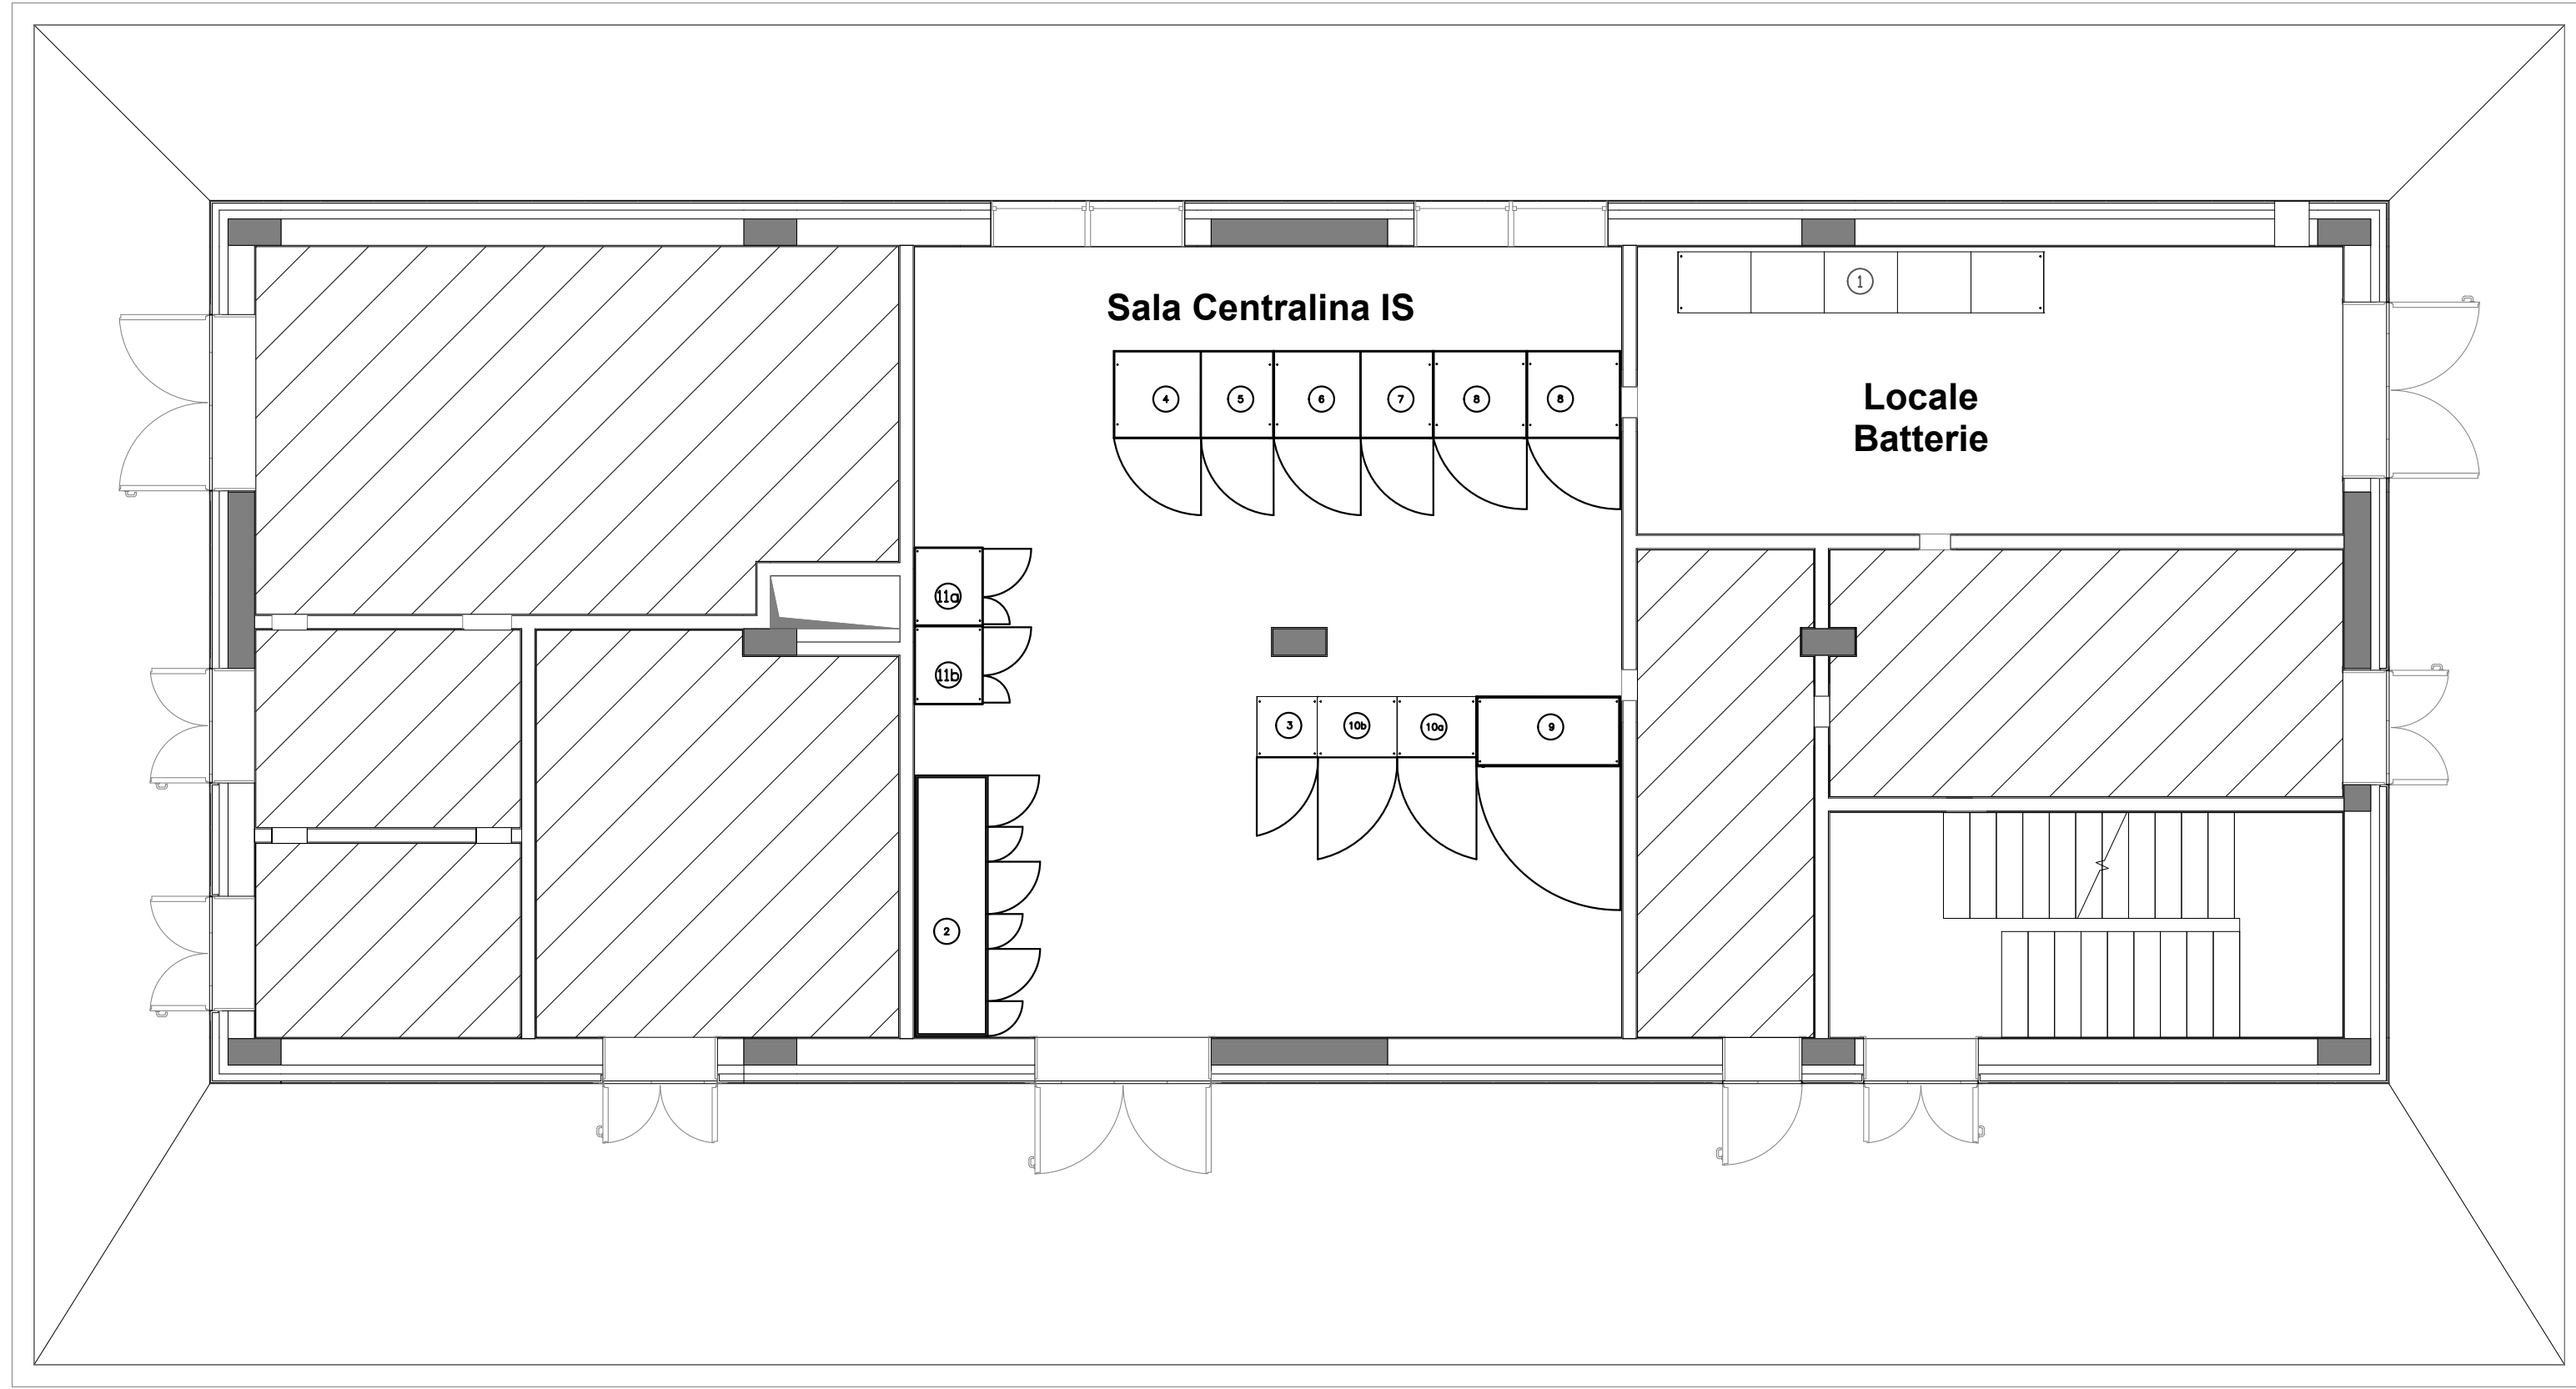 1
Sala Centralina IS
4 5 6 7 8 8
Locale
Batterie
11a
11b
3 10b 10a 9
2